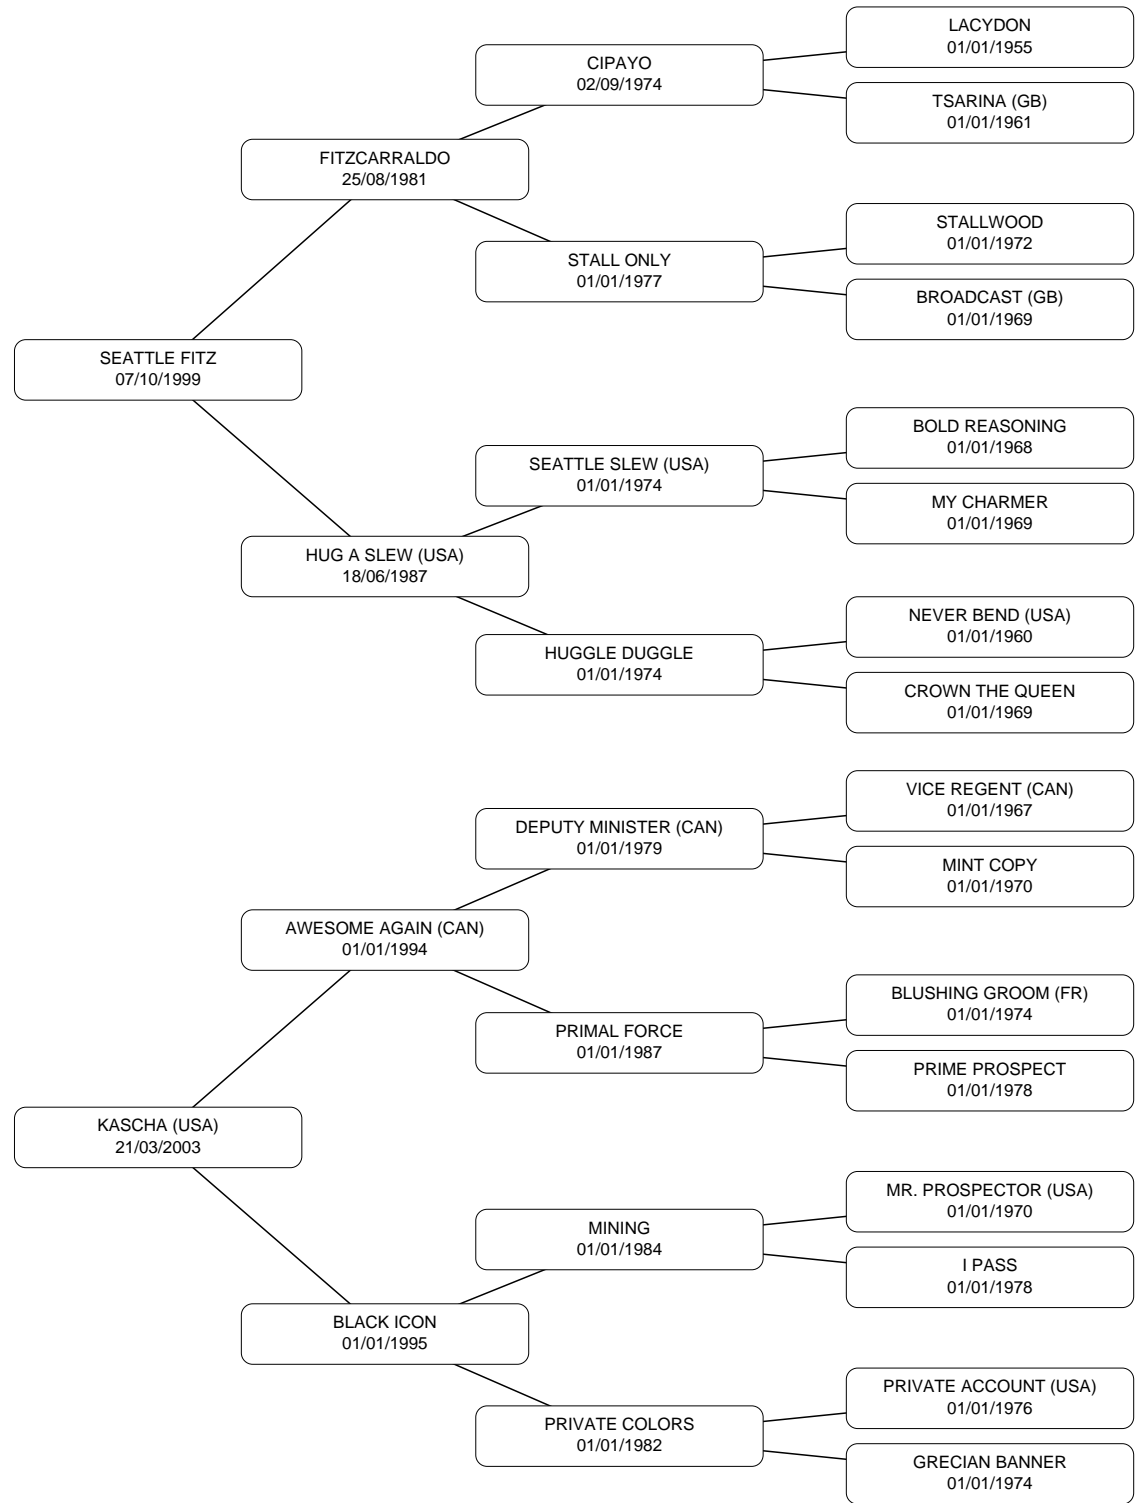 LACYDON
01/01/1955
CIPAYO
02/09/1974
TSARINA (GB)
01/01/1961
FITZCARRALDO
25/08/1981
STALLWOOD
01/01/1972
STALL ONLY
01/01/1977
BROADCAST (GB)
01/01/1969
SEATTLE FITZ
07/10/1999
BOLD REASONING
01/01/1968
SEATTLE SLEW (USA)
01/01/1974
MY CHARMER
01/01/1969
HUG A SLEW (USA)
18/06/1987
NEVER BEND (USA)
01/01/1960
HUGGLE DUGGLE
01/01/1974
CROWN THE QUEEN
01/01/1969
VICE REGENT (CAN)
01/01/1967
DEPUTY MINISTER (CAN)
01/01/1979
MINT COPY
01/01/1970
AWESOME AGAIN (CAN)
01/01/1994
BLUSHING GROOM (FR)
01/01/1974
PRIMAL FORCE
01/01/1987
PRIME PROSPECT
01/01/1978
KASCHA (USA)
21/03/2003
MR. PROSPECTOR (USA)
01/01/1970
MINING
01/01/1984
I PASS
01/01/1978
BLACK ICON
01/01/1995
PRIVATE ACCOUNT (USA)
01/01/1976
PRIVATE COLORS
01/01/1982
GRECIAN BANNER
01/01/1974